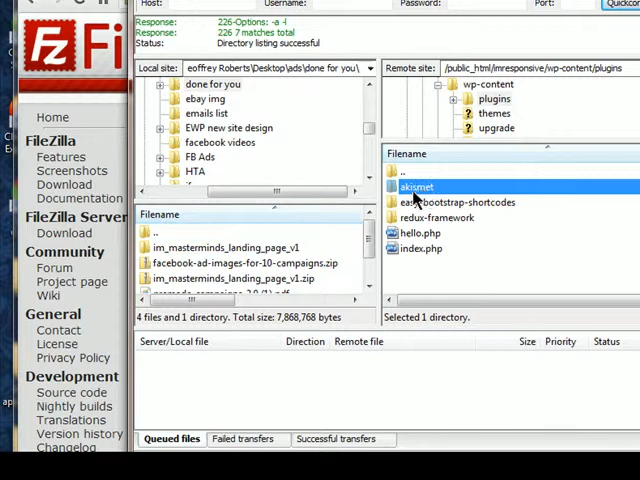 Host:
Username:
Password:
Port:
Quickcon
Response: 226-Options: -a -l
Response: 226 7 matches total
Status: Directory listing successful
Local site: eoffrey Roberts\Desktop\ads\done for you\
Remote site: /public_html/imresponsive/wp-content/plugins
done for you
ebay img
emails list
EWP new site design
facebook videos
FB Ads
HTA
wp-content
plugins
themes
upgrade
Filename
..
im_masterminds_landing_page_v1
facebook-ad-images-for-10-campaigns.zip
im_masterminds_landing_page_v1.zip
4 files and 1 directory. Total size: 7,868,768 bytes
Filename
..
akismet
bootstrap-shortcodes
redux-framework
hello.php
index.php
Selected 1 directory.
Server/Local file
Direction
Remote file
Size
Priority
Status
Queued files
Failed transfers
Successful transfers
Fz
Fi
Home
FileZilla
Features
Screenshots
Download
Documentation
FileZilla Server
Download
Community
Forum
Project page
Wiki
General
Contact
License
Privacy Policy
Development
Source code
Nightly builds
Translations
Version history
Changelog